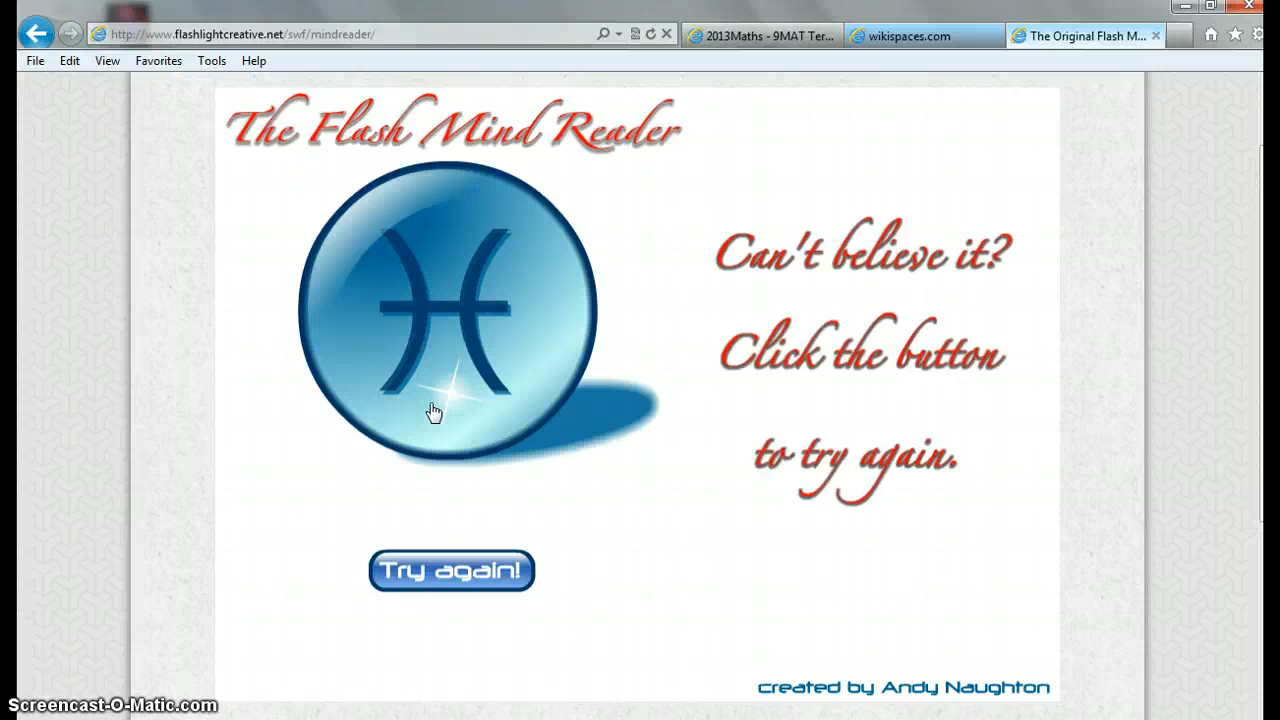 http://www.flashlightcreative.net/swf/mindreader/
2013Maths - 9MAT Ter...
wikispaces.com
The Original Flash M...
File Edit View Favorites Tools Help
The Flash Mind Reader
Can't believe it?
Click the button
to try again.
Try again!
created by Andy Naughton
Screencast-O-Matic.com